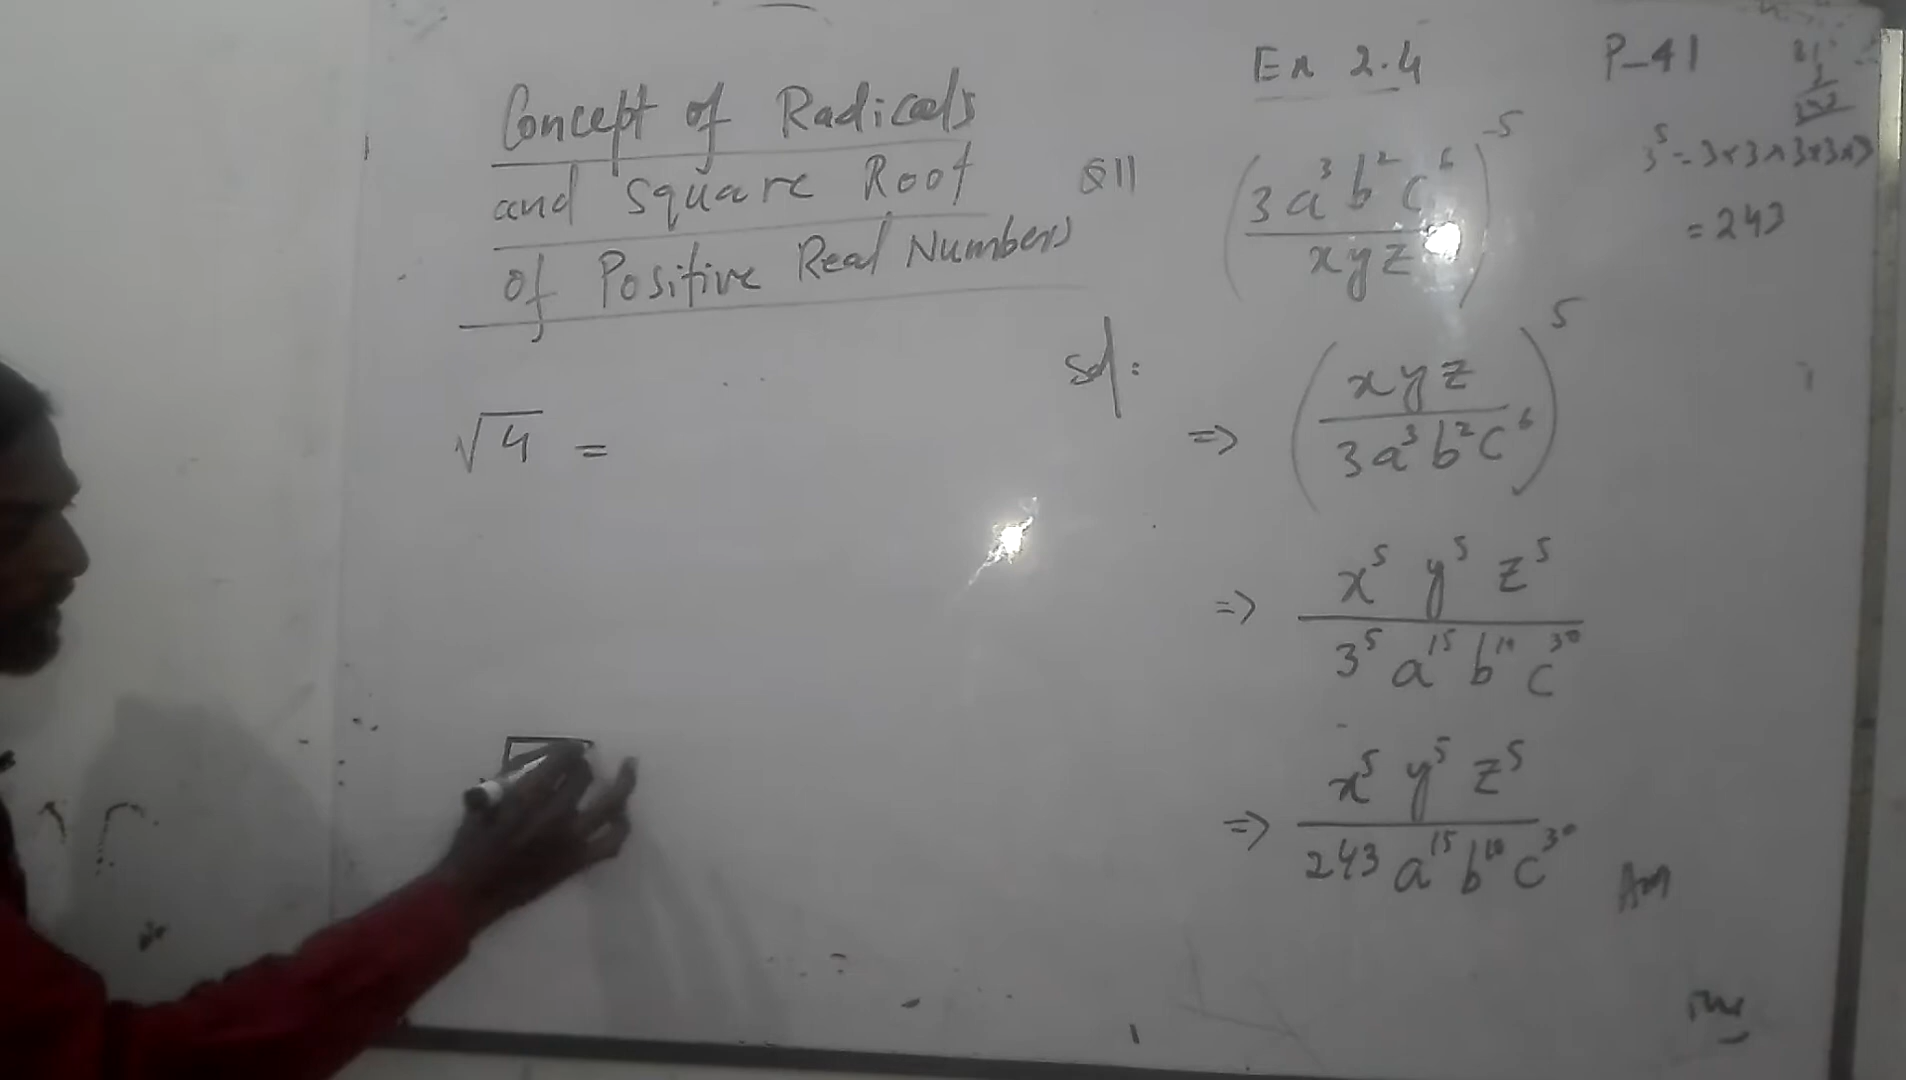 Concept of Radicals
and Square Root
of Positive Real Numbers
√4 =
Ex 2.4
P-41
Q11
(3a³b²c⁶ / xyz)⁻⁵
3⁵ = 3×3×3×3×3
= 243
Sol:
=> (xyz / 3a³b²c⁶)⁵
=> x⁵ y⁵ z⁵ / 3⁵ a¹⁵ b¹⁰ c³⁰
=> x⁵ y⁵ z⁵ / 243 a¹⁵ b¹⁰ c³⁰
Ans